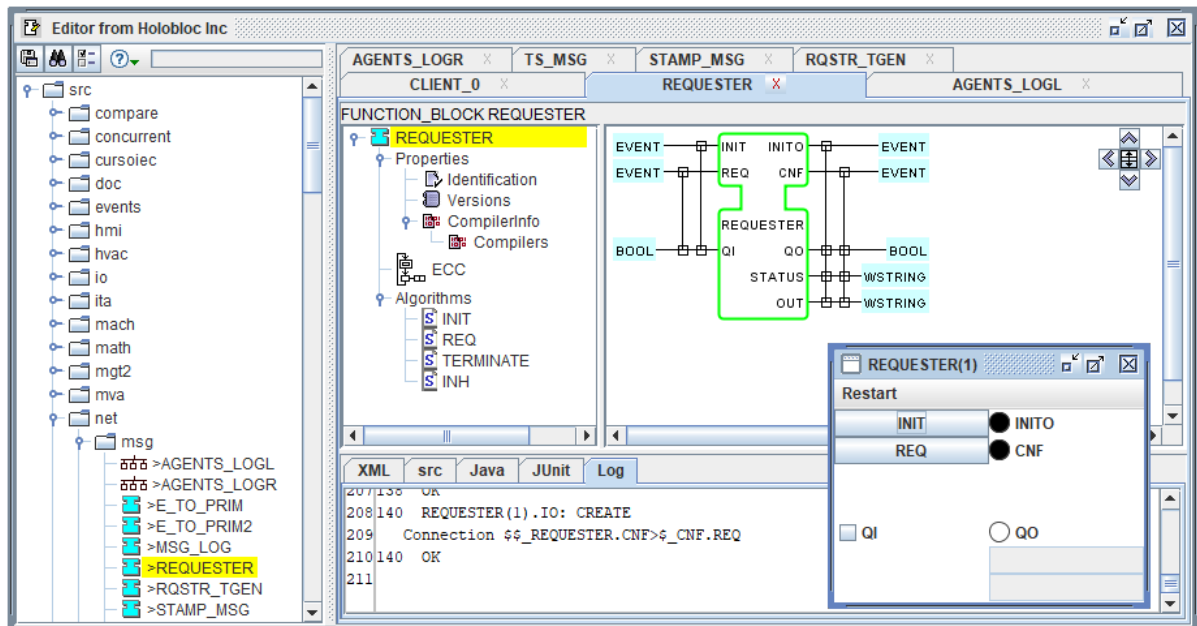 Editor from Holobloc Inc
src
compare
concurrent
cursoiec
doc
events
hmi
hvac
io
ita
mach
math
mgt2
mva
net
msg
>AGENTS_LOGL
>AGENTS_LOGR
>E_TO_PRIM
>E_TO_PRIM2
>MSG_LOG
>REQUESTER
>RQSTR_TGEN
>STAMP_MSG
AGENTS_LOGR X TS_MSG X STAMP_MSG X RQSTR_TGEN X
CLIENT_0 X REQUESTER X AGENTS_LOGL X
FUNCTION_BLOCK REQUESTER
REQUESTER
Properties
Identification
Versions
CompilerInfo
Compilers
ECC
Algorithms
S INIT
S REQ
S TERMINATE
S INH
EVENT INIT INITO EVENT
EVENT REQ CNF EVENT
REQUESTER
BOOL QI QO BOOL
STATUS WSTRING
OUT WSTRING
XML src Java JUnit Log
207 138 OK
208 140 REQUESTER(1).IO: CREATE
209 Connection $$_REQUESTER.CNF>$_CNF.REQ
210 140 OK
211
REQUESTER(1)
Restart
INIT INITO
REQ CNF
QI QO